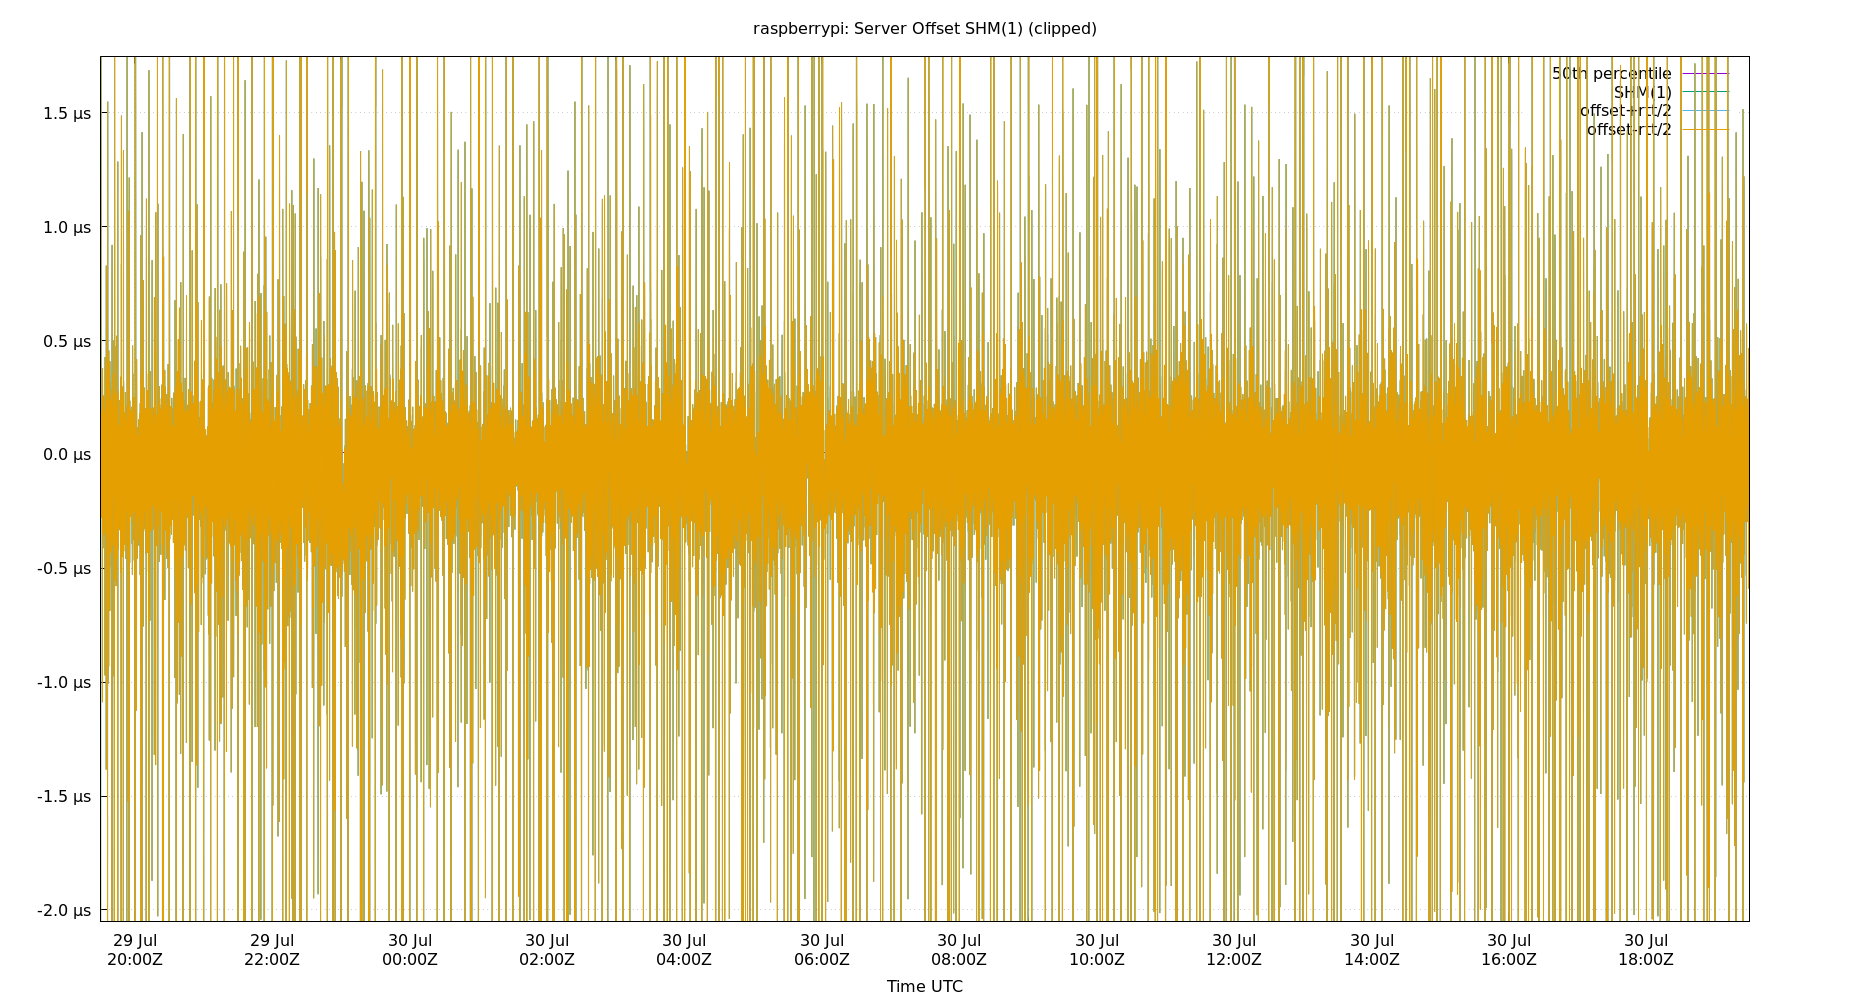 raspberrypi: Server Offset SHM(1) (clipped)
50th percentile
SHM(1)
offset+rtt/2
offset-rtt/2
1.5 µs
1.0 µs
0.5 µs
0.0 µs
-0.5 µs
-1.0 µs
-1.5 µs
-2.0 µs
29 Jul 29 Jul 30 Jul 30 Jul 30 Jul 30 Jul 30 Jul 30 Jul 30 Jul 30 Jul 30 Jul 30 Jul
20:00Z 22:00Z 00:00Z 02:00Z 04:00Z 06:00Z 08:00Z 10:00Z 12:00Z 14:00Z 16:00Z 18:00Z
Time UTC